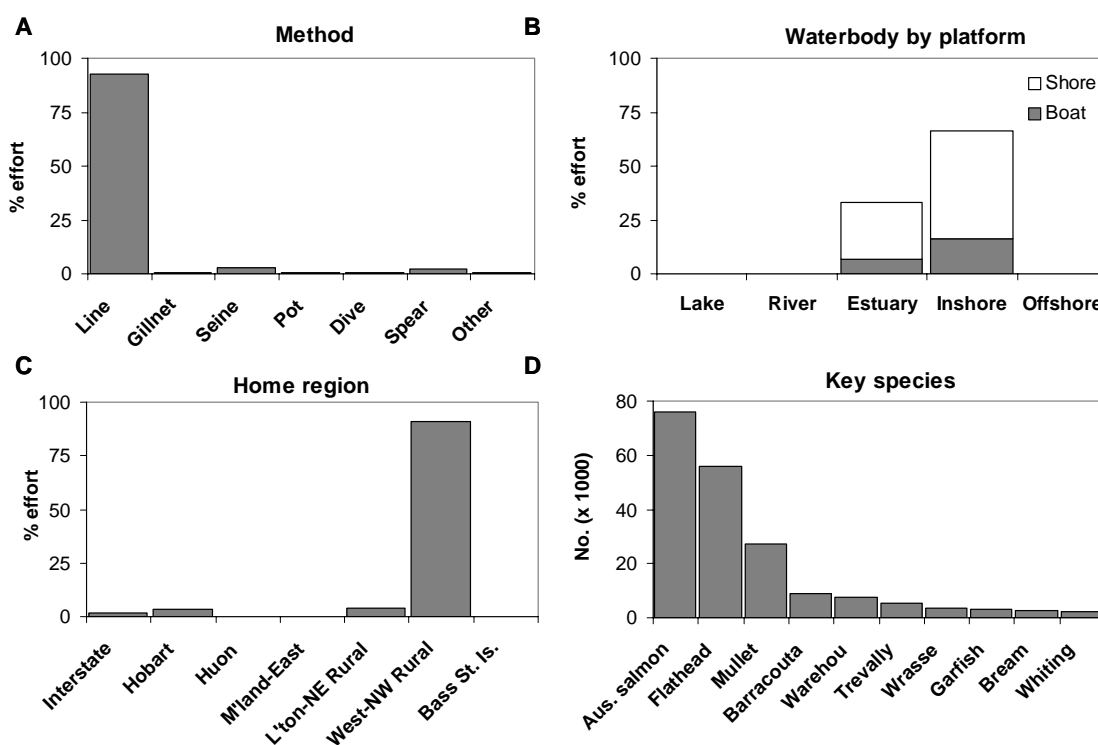 A
Method
100
75
50
25
0
% effort
Line
Gillnet
Seine
Pot
Dive
Spear
Other
B
Waterbody by platform
100
75
50
25
0
% effort
Shore
Boat
Lake
River
Estuary
Inshore
Offshore
C
Home region
100
75
50
25
0
% effort
Interstate
Hobart
Huon
M'land-East
L'ton-NE Rural
West-NW Rural
Bass St. Is.
D
Key species
80
60
40
20
0
No. (x 1000)
Aus. salmon
Flathead
Mullet
Barracouta
Warehou
Trevally
Wrasse
Garfish
Bream
Whiting